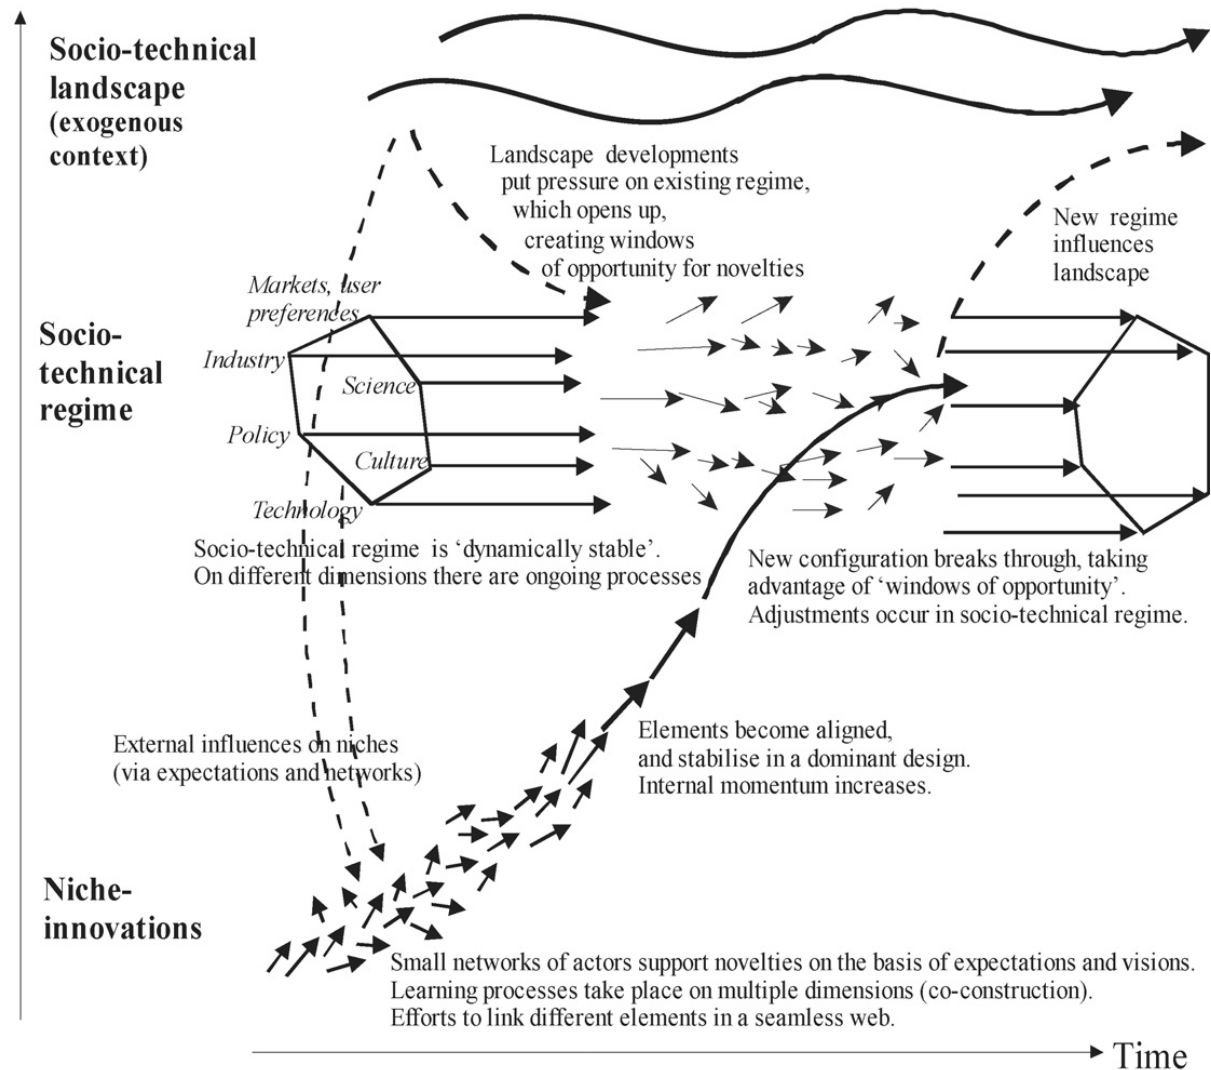 Socio-technical
landscape
(exogenous
context)
Landscape developments
put pressure on existing regime,
which opens up,
creating windows
of opportunity for novelties
New regime
influences
landscape
Markets, user
preferences
Socio-
technical
regime
Industry
Science
Policy
Culture
Technology
Socio-technical regime is ‘dynamically stable’.
On different dimensions there are ongoing processes
New configuration breaks through, taking
advantage of ‘windows of opportunity’.
Adjustments occur in socio-technical regime.
External influences on niches
(via expectations and networks)
Elements become aligned,
and stabilise in a dominant design.
Internal momentum increases.
Niche-
innovations
Small networks of actors support novelties on the basis of expectations and visions.
Learning processes take place on multiple dimensions (co-construction).
Efforts to link different elements in a seamless web.
Time